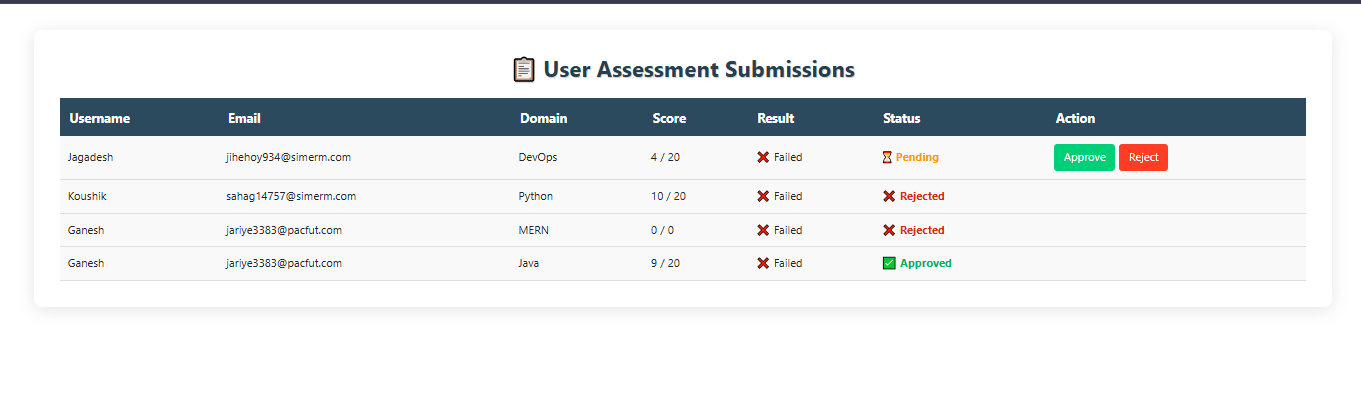 📋 User Assessment Submissions
Username Email Domain Score Result Status Action
Jagadesh jihehoy934@simerm.com DevOps 4 / 20 ❌ Failed ⏳ Pending Approve Reject
Koushik sahag14757@simerm.com Python 10 / 20 ❌ Failed ❌ Rejected
Ganesh jariye3383@pacfut.com MERN 0 / 0 ❌ Failed ❌ Rejected
Ganesh jariye3383@pacfut.com Java 9 / 20 ❌ Failed ✅ Approved